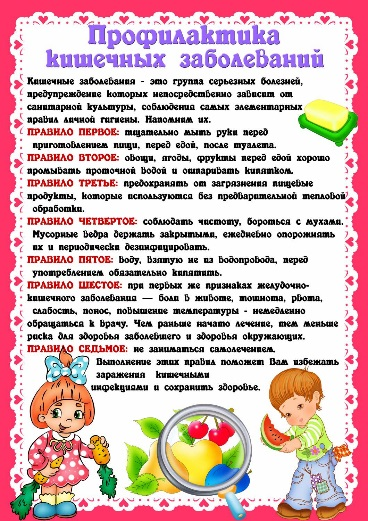 Профилактика
кишечных заболеваний
Кишечные заболевания - это группа серьезных болезней,
предупреждение которых непосредственно зависит от
санитарной культуры, соблюдения самых элементарных
правил личной гигиены. Напомним их.
ПРАВИЛО ПЕРВОЕ: тщательно мыть руки перед
приготовлением пищи, перед едой, после туалета.
ПРАВИЛО ВТОРОЕ: овощи, ягоды, фрукты перед едой хорошо
промывать проточной водой и ошпаривать кипятком.
ПРАВИЛО ТРЕТЬЕ: предохранять от загрязнения пищевые
продукты, которые используются без предварительной тепловой
обработки.
ПРАВИЛО ЧЕТВЕРТОЕ: соблюдать чистоту, бороться с мухами.
Мусорные ведра держать закрытыми, ежедневно опорожнять
их и периодически дезинфицировать.
ПРАВИЛО ПЯТОЕ: воду, взятую не из водопровода, перед
употреблением обязательно кипятить.
ПРАВИЛО ШЕСТОЕ: при первых же признаках желудочно-
кишечного заболевания — боли в животе, тошнота, рвота,
слабость, понос, повышение температуры - немедленно
обращаться к врачу. Чем раньше начато лечение, тем меньше
риска для здоровья заболевшего и здоровья окружающих.
ПРАВИЛО СЕДЬМОЕ: не заниматься самолечением.
Выполнение этих правил поможет Вам избежать
заражения кишечными
инфекциями и сохранить здоровье.